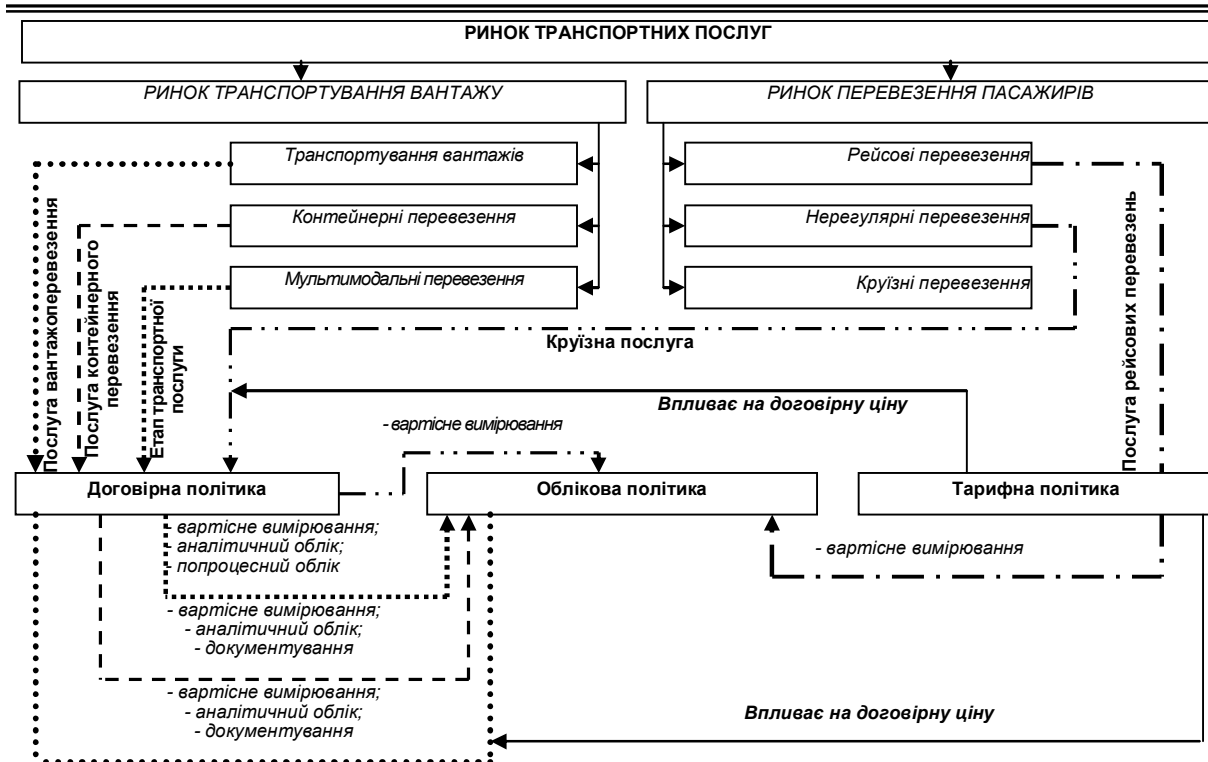 РИНОК ТРАНСПОРТНИХ ПОСЛУГ
РИНОК ТРАНСПОРТУВАННЯ ВАНТАЖУ
РИНОК ПЕРЕВЕЗЕННЯ ПАСАЖИРІВ
Транспортування вантажів
Рейсові перевезення
Контейнерні перевезення
Нерегулярні перевезення
Мультимодальні перевезення
Круїзні перевезення
Послуга вантажоперевезення
Послуга контейнерного
перевезення
Етап транспортної
послуги
Круїзна послуга
Послуга рейсових перевезень
Впливає на договірну ціну
- вартісне вимірювання
Договірна політика
Облікова політика
Тарифна політика
- вартісне вимірювання;
- аналітичний облік;
- попроцесний облік
- вартісне вимірювання
- вартісне вимірювання;
- аналітичний облік;
- документування
- вартісне вимірювання;
- аналітичний облік;
- документування
Впливає на договірну ціну